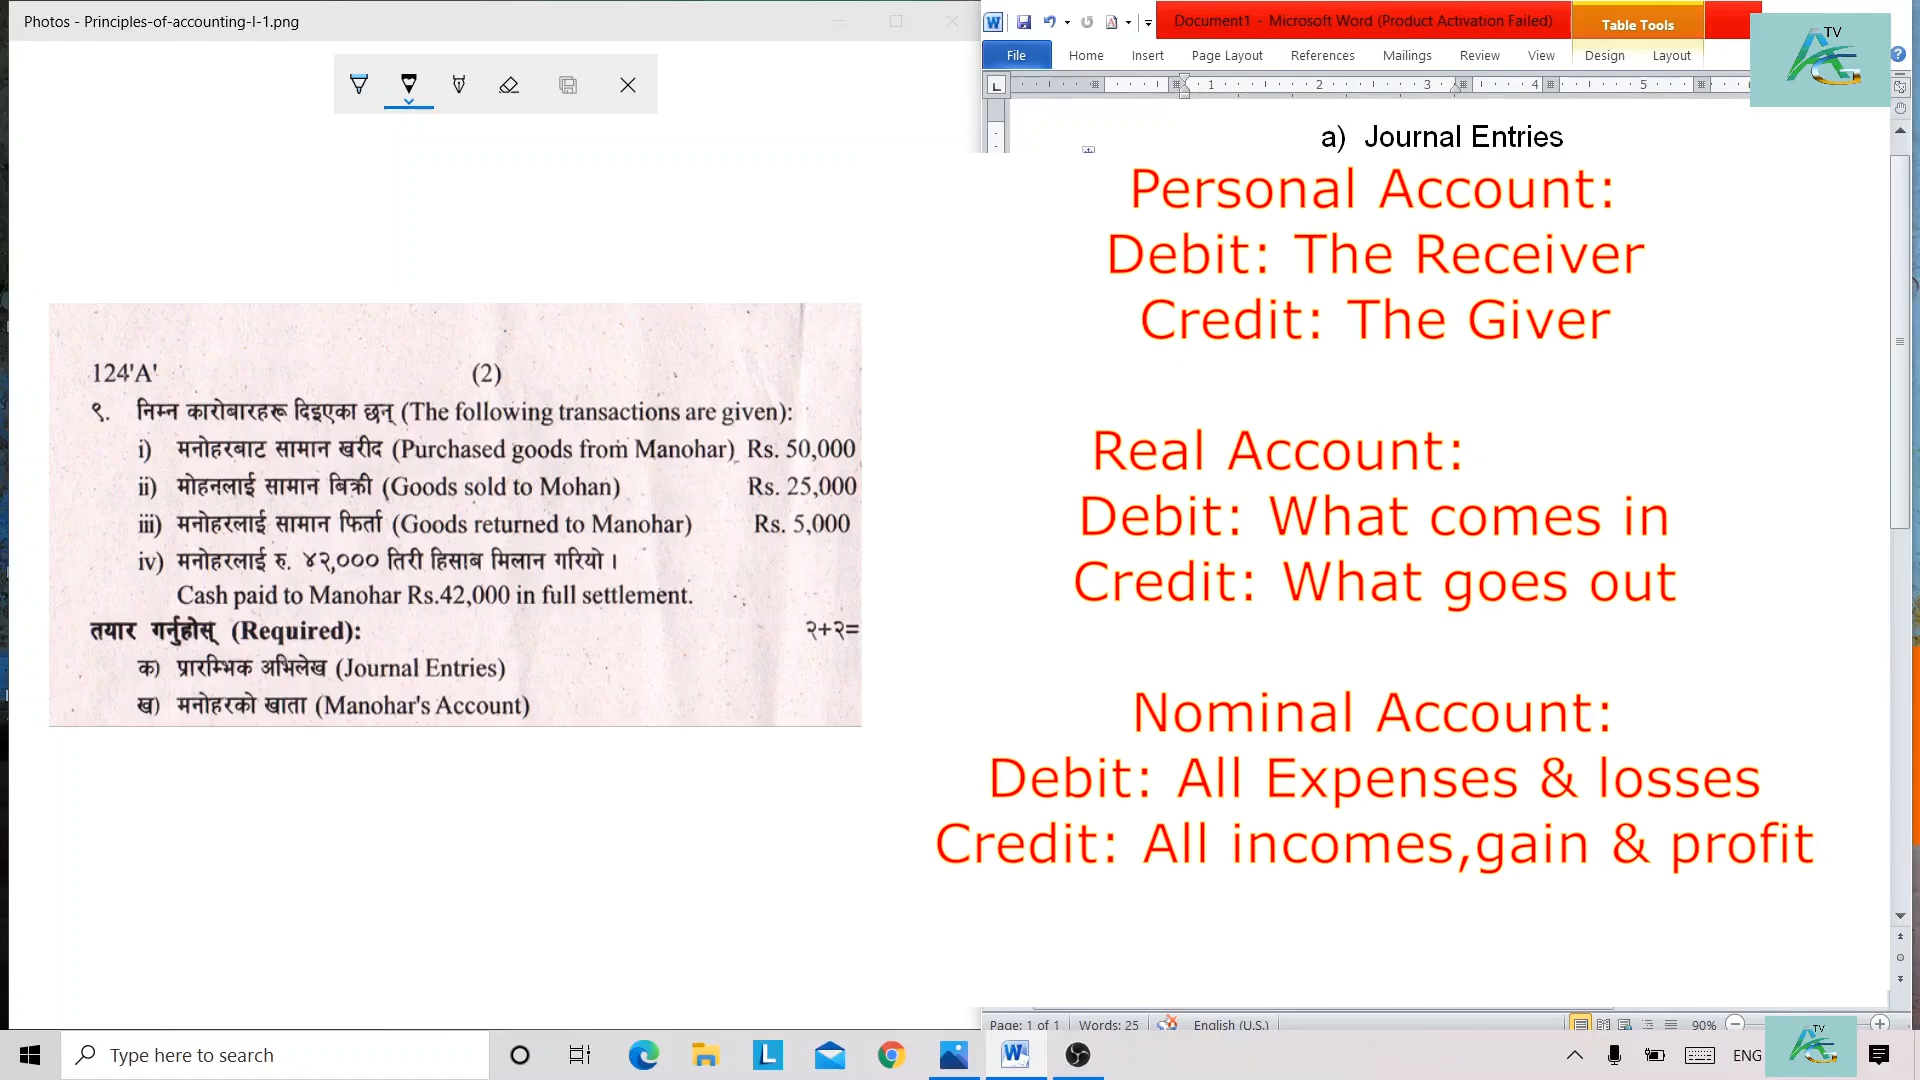 Photos - Principles-of-accounting-I-1.png
124'A' (2)
९. निम्न कारोबारहरू दिइएका छन् (The following transactions are given):
i) मनोहरबाट सामान खरीद (Purchased goods from Manohar) Rs. 50,000
ii) मोहनलाई सामान बिक्री (Goods sold to Mohan) Rs. 25,000
iii) मनोहरलाई सामान फिर्ता (Goods returned to Manohar) Rs. 5,000
iv) मनोहरलाई रु. ४२,००० तिरी हिसाब मिलान गरियो ।
Cash paid to Manohar Rs.42,000 in full settlement.
तयार गर्नुहोस् (Required): २+२=
क) प्रारम्भिक अभिलेख (Journal Entries)
ख) मनोहरको खाता (Manohar's Account)
Document1 - Microsoft Word (Product Activation Failed)
Table Tools
File Home Insert Page Layout References Mailings Review View Design Layout
1 2 3 4 5
TV
a) Journal Entries
Personal Account:
Debit: The Receiver
Credit: The Giver
Real Account:
Debit: What comes in
Credit: What goes out
Nominal Account:
Debit: All Expenses & losses
Credit: All incomes,gain & profit
Page: 1 of 1 Words: 25 English (U.S.) 90%
Type here to search
ENG
TV